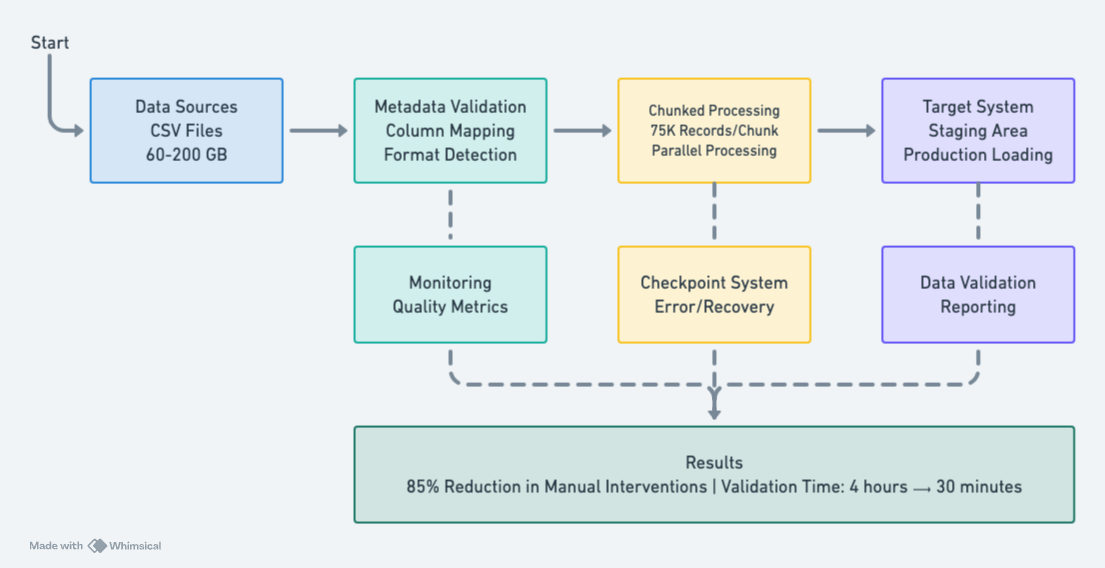 Start
Data Sources
CSV Files
60-200 GB
Metadata Validation
Column Mapping
Format Detection
Chunked Processing
75K Records/Chunk
Parallel Processing
Target System
Staging Area
Production Loading
Monitoring
Quality Metrics
Checkpoint System
Error/Recovery
Data Validation
Reporting
Results
85% Reduction in Manual Interventions | Validation Time: 4 hours → 30 minutes
Made with Whimsical